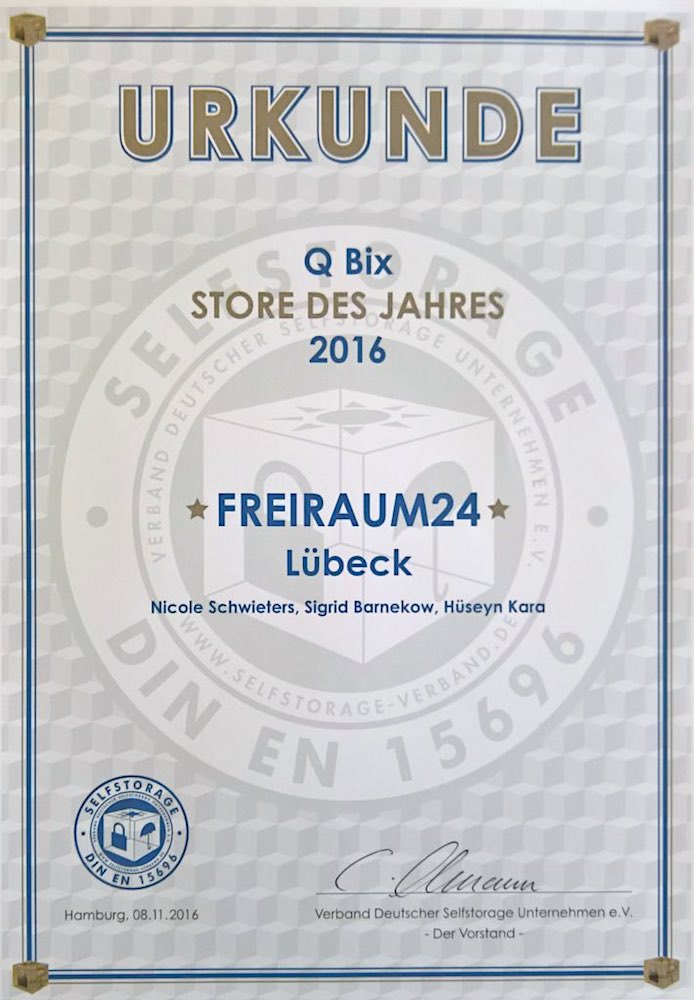 URKUNDE
Q Bix
STORE DES JAHRES
2016
SELFSTORAGE
VERBAND DEUTSCHER SELFSTORAGE UNTERNEHMEN E.V.
FREIRAUM24
Lübeck
Nicole Schwieters, Sigrid Barnekow, Hüseyn Kara
WWW.SELFSTORAGE-VERBAND.DE
DIN EN 15696
SELFSTORAGE
DIN EN 15696
Hamburg, 08.11.2016
Verband Deutscher Selfstorage Unternehmen e.V.
- Der Vorstand -